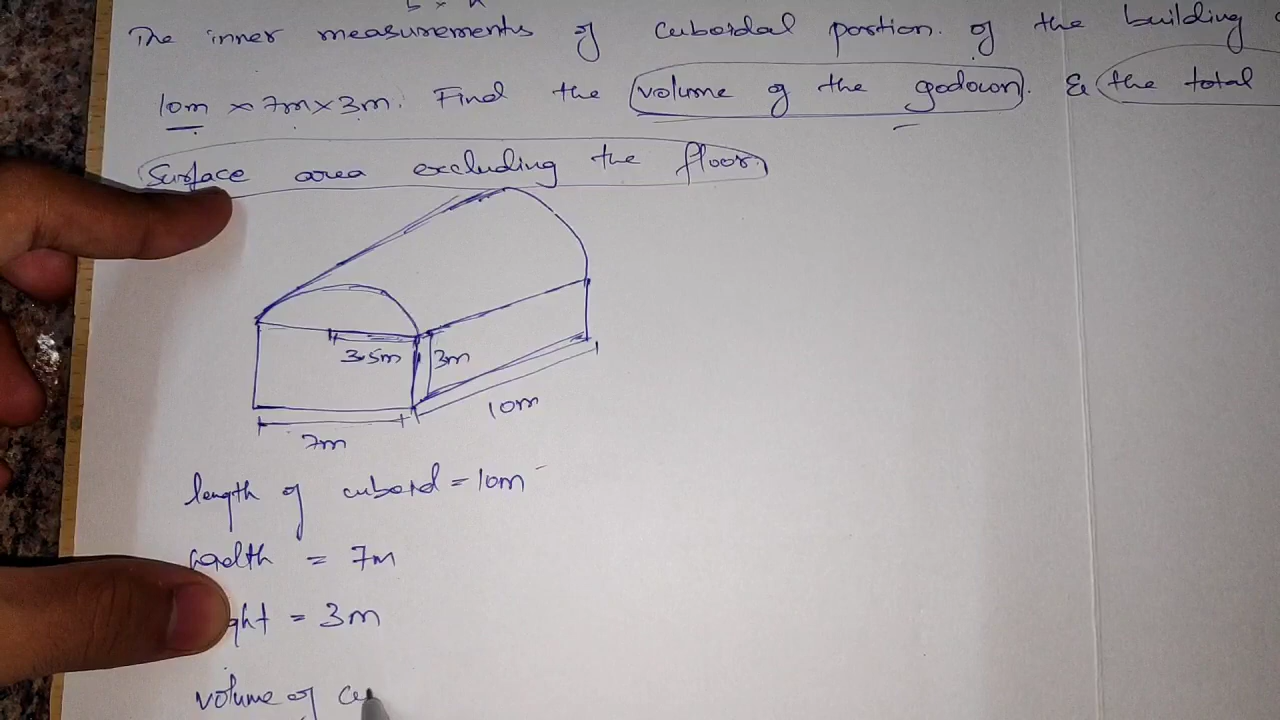 The inner measurements of cuboidal portion. of the building
10m × 7m × 3m. Find the volume of the godown. & the total
Surface area excluding the floor.
3.5m
3m
10m
7m
length of cuboid = 10m
width = 7m
ght = 3m
volume of cu